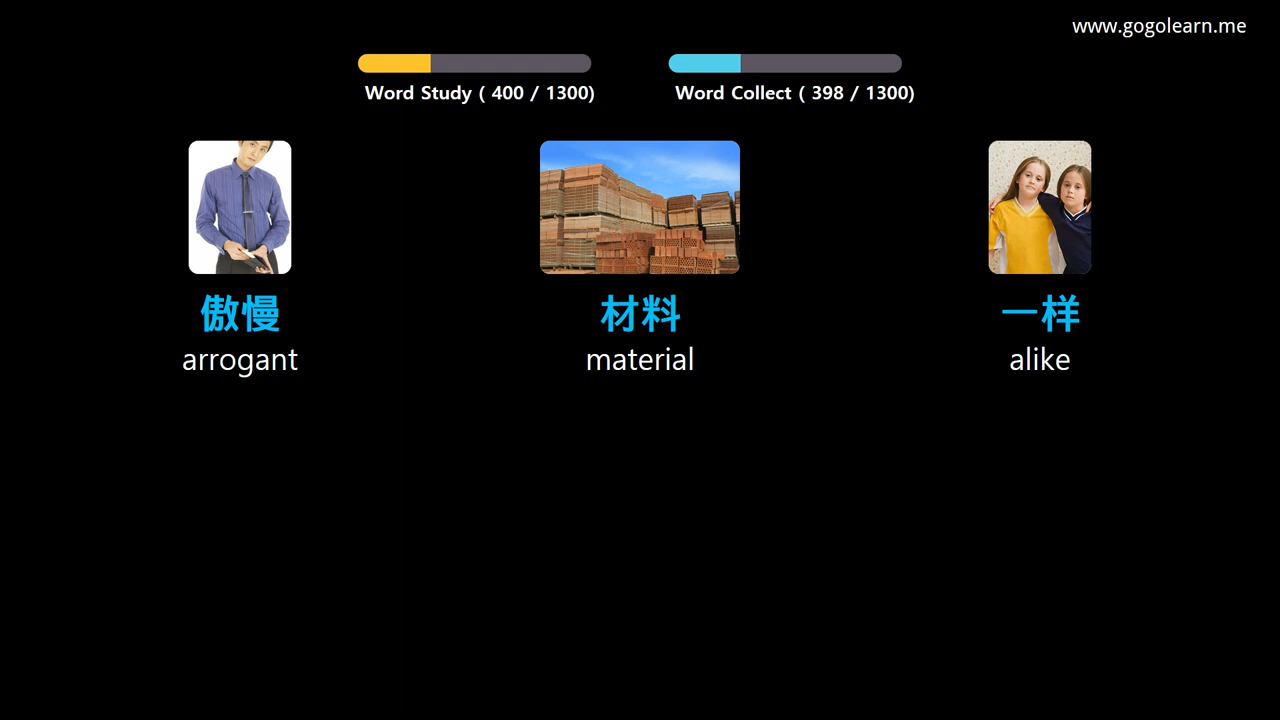 www.gogolearn.me
Word Study ( 400 / 1300)
Word Collect ( 398 / 1300)
傲慢
arrogant
材料
material
一样
alike